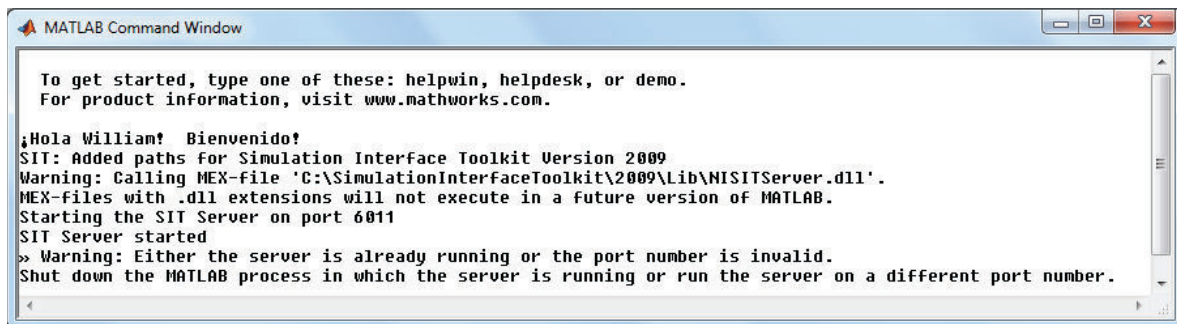 MATLAB Command Window
To get started, type one of these: helpwin, helpdesk, or demo.
For product information, visit www.mathworks.com.
¡Hola William!  Bienvenido!
SIT: Added paths for Simulation Interface Toolkit Version 2009
Warning: Calling MEX-file 'C:\SimulationInterfaceToolkit\2009\Lib\NISITServer.dll'.
MEX-files with .dll extensions will not execute in a future version of MATLAB.
Starting the SIT Server on port 6011
SIT Server started
» Warning: Either the server is already running or the port number is invalid.
Shut down the MATLAB process in which the server is running or run the server on a different port number.